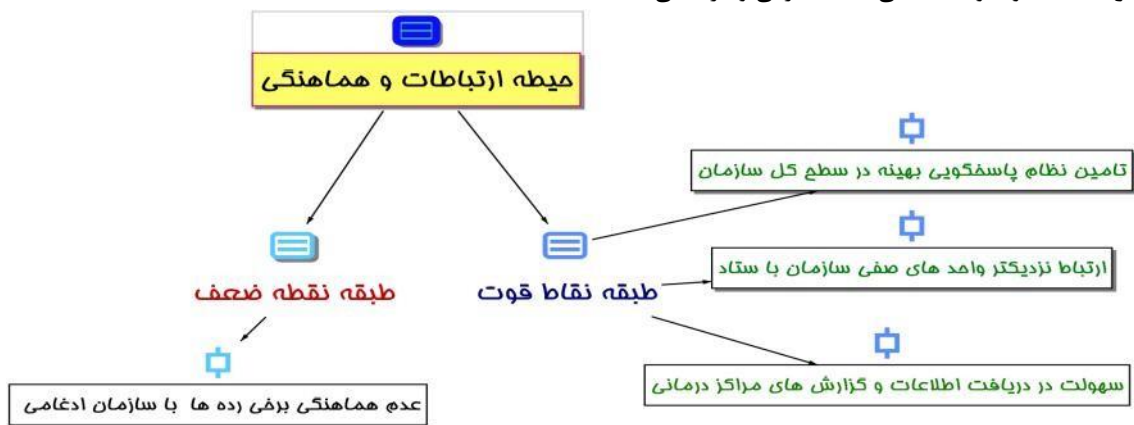 حیطه ارتباطات و هماهنگی
تامین نظام پاسخگویی بهینه در سطح کل سازمان
ارتباط نزدیکتر واحد های صفی سازمان با ستاد
طبقه نقاط قوت
طبقه نقطه ضعف
سهولت در دریافت اطلاعات و گزارش های مراکز درمانی
عدم هماهنگی برخی رده ها با سازمان ادغامی